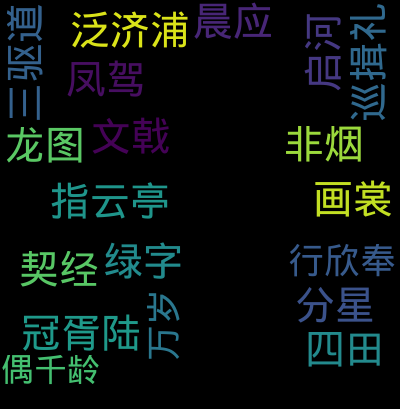 三驱道
泛济浦
晨应
后河
巡揖礼
凤驾
龙图
文戟
非烟
指云亭
画裳
契经
绿字
行欣奉
分星
冠胥陆
万岁
四田
偶千龄